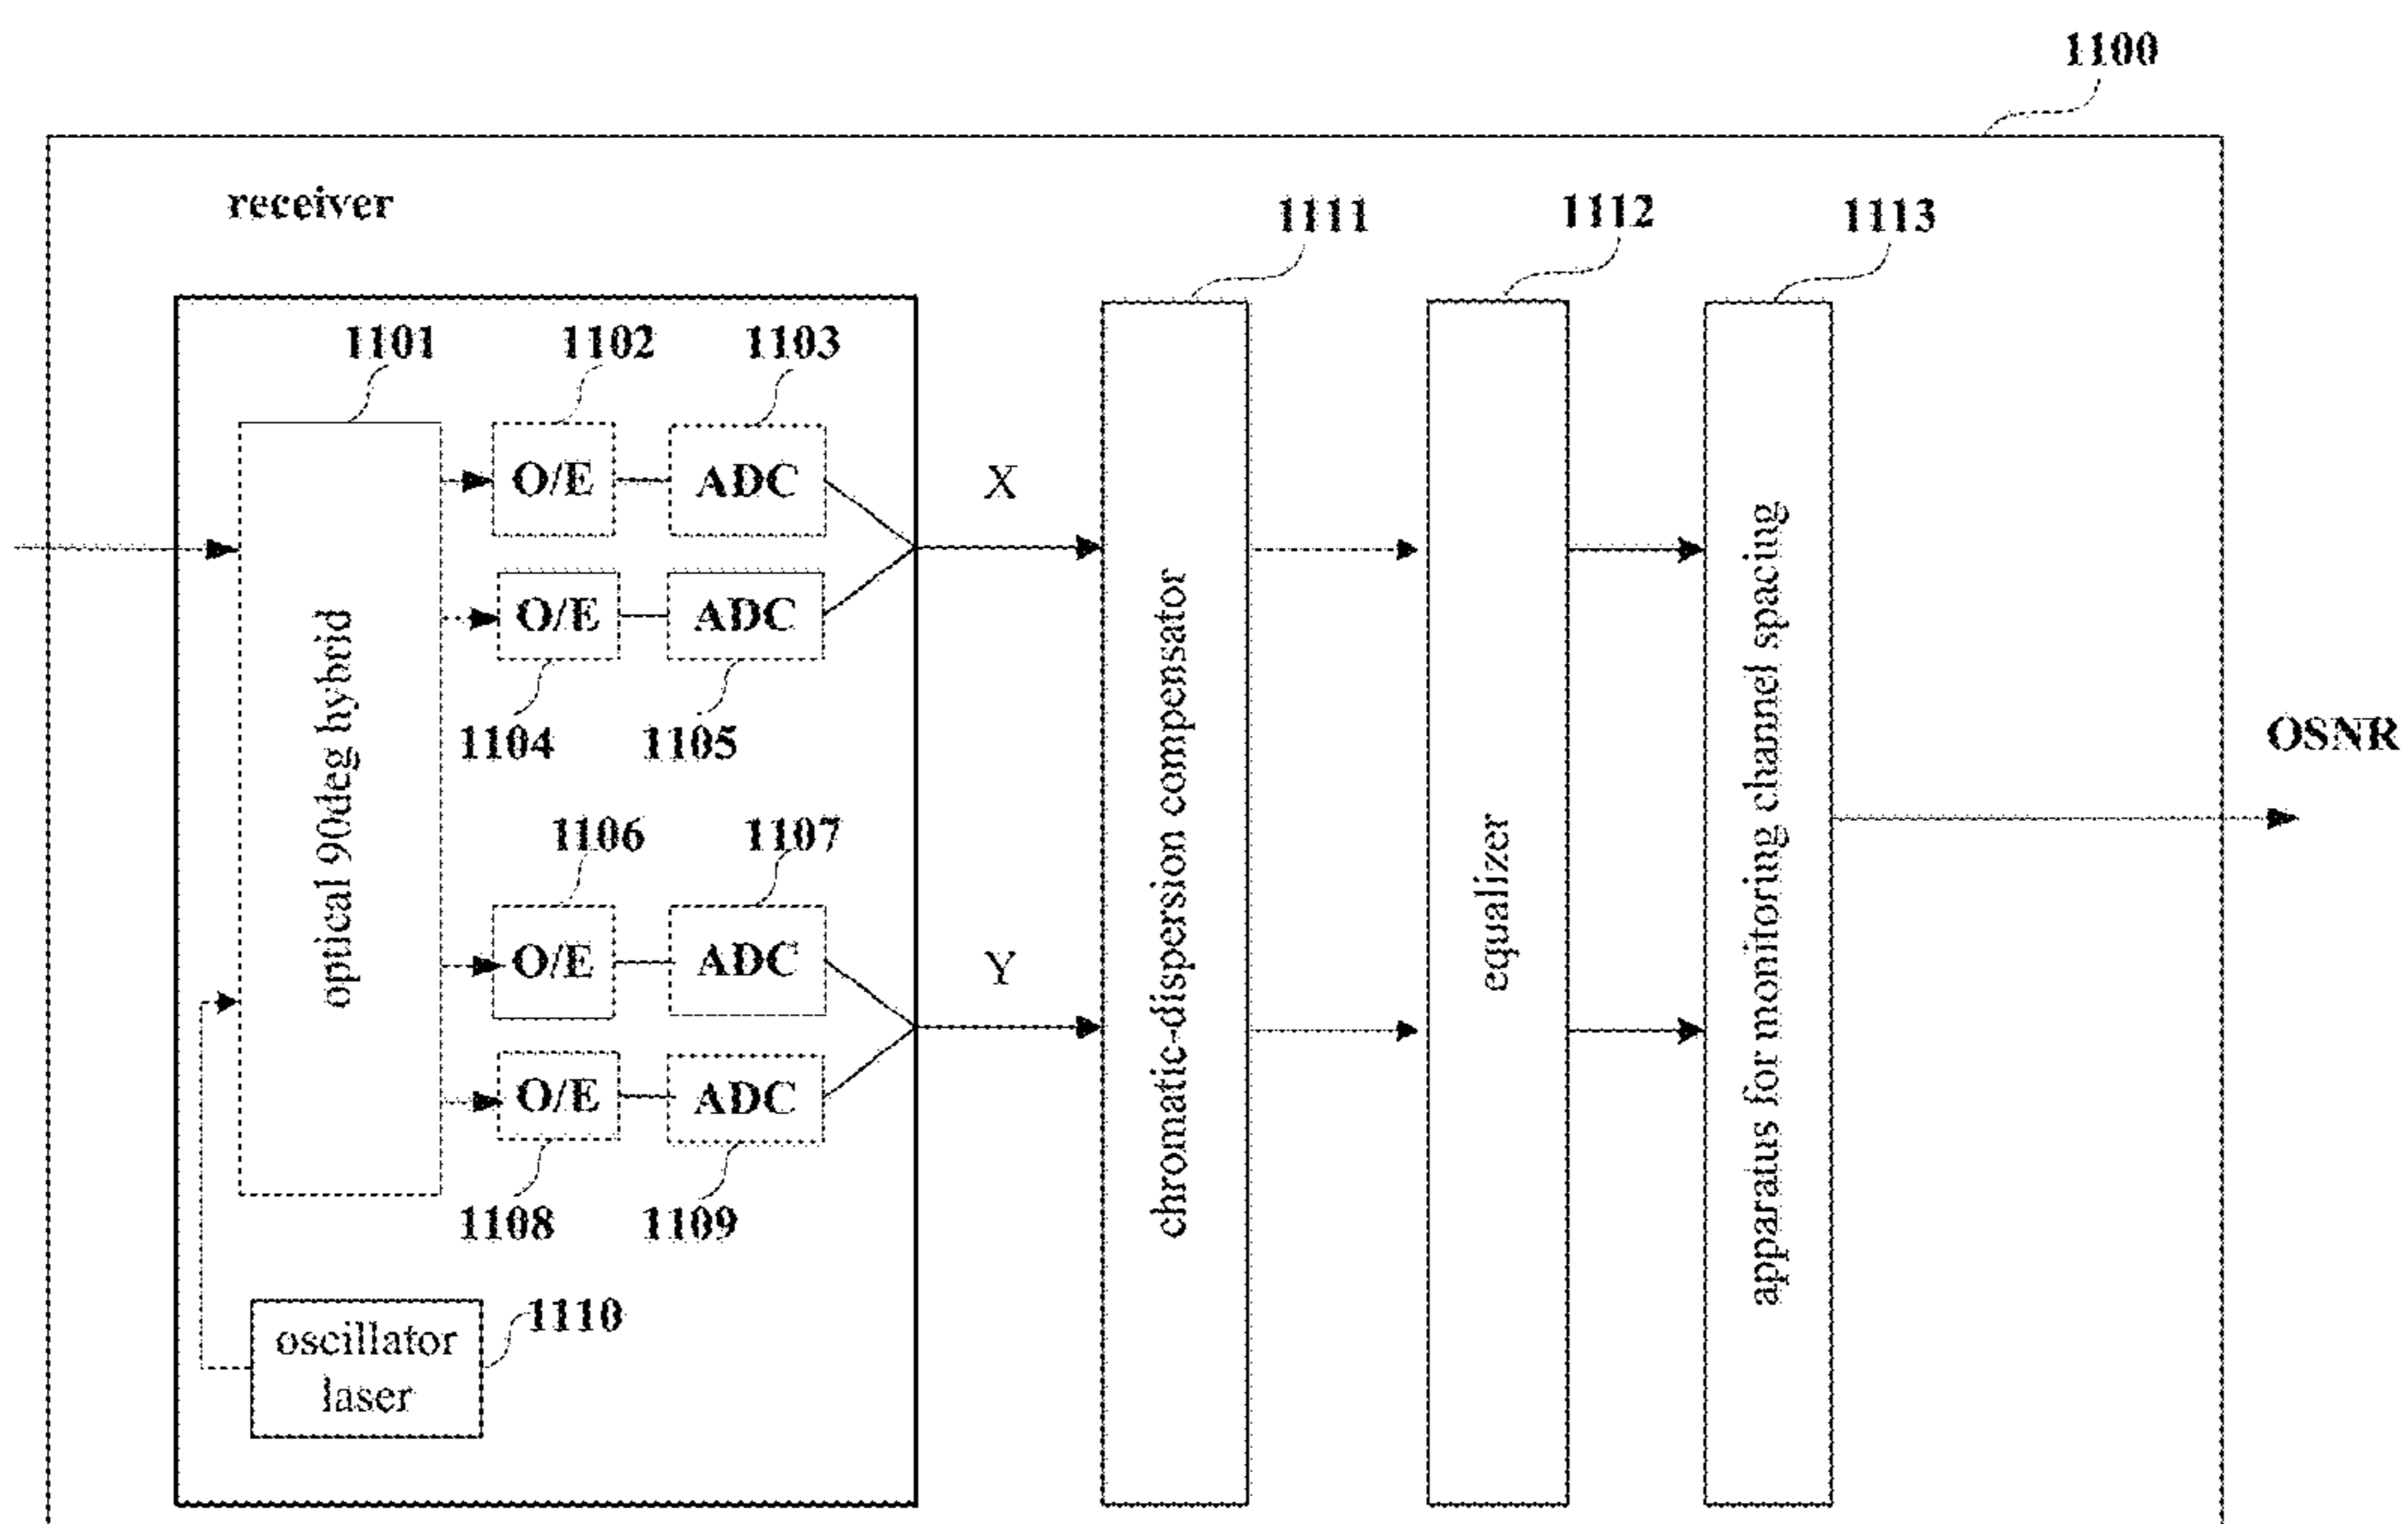 1100
receiver
1111
1112
1113
1101
1102
1103
O/E
ADC
X
O/E
ADC
1104
1105
OSNR
1106
1107
O/E
ADC
Y
O/E
ADC
1108
1109
optical 90deg hybrid
oscillator
laser
1110
chromatic-dispersion compensator
equalizer
apparatus for monitoring channel spacing